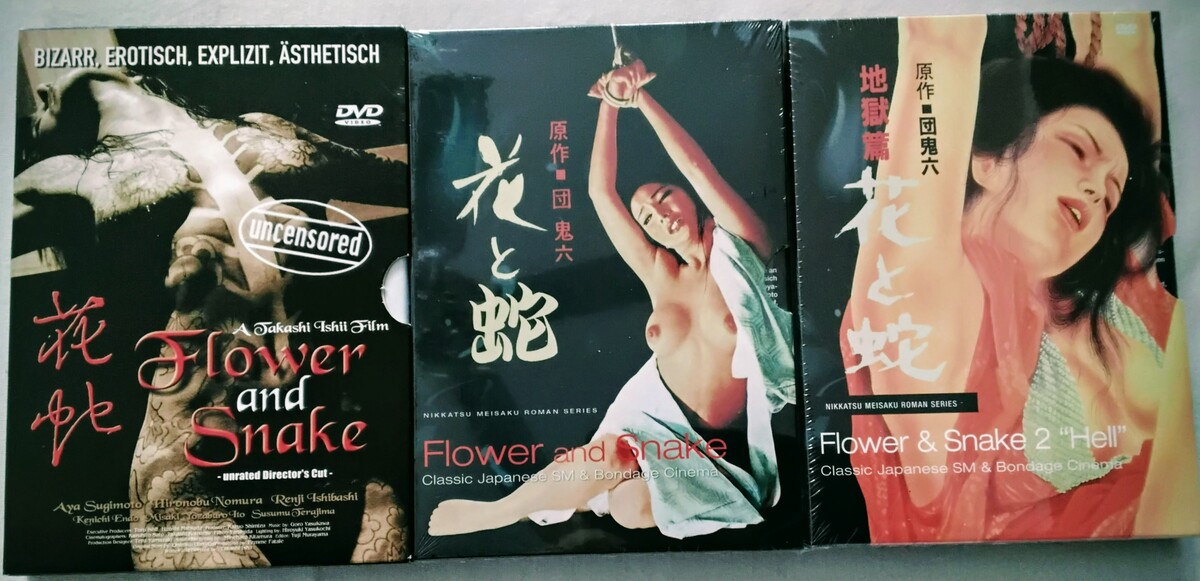 BIZARR, EROTISCH, EXPLIZIT, ÄSTHETISCH
DVD
VIDEO
uncensored
花
蛇
A Takashi Ishii Film
Flower
and
Snake
- unrated Director's Cut -
Aya Sugimoto Hironobu Nomura Renji Ishibashi
Kenichi Endo Misaki Yozaburo Ito Susumu Terajima
原作■団鬼六
花と蛇
NIKKATSU MEISAKU ROMAN SERIES
Flower and Snake
Classic Japanese SM & Bondage Cinema
DVD
原作■団鬼六
地獄篇
花と蛇
NIKKATSU MEISAKU ROMAN SERIES
Flower & Snake 2 "Hell"
Classic Japanese SM & Bondage Cinema